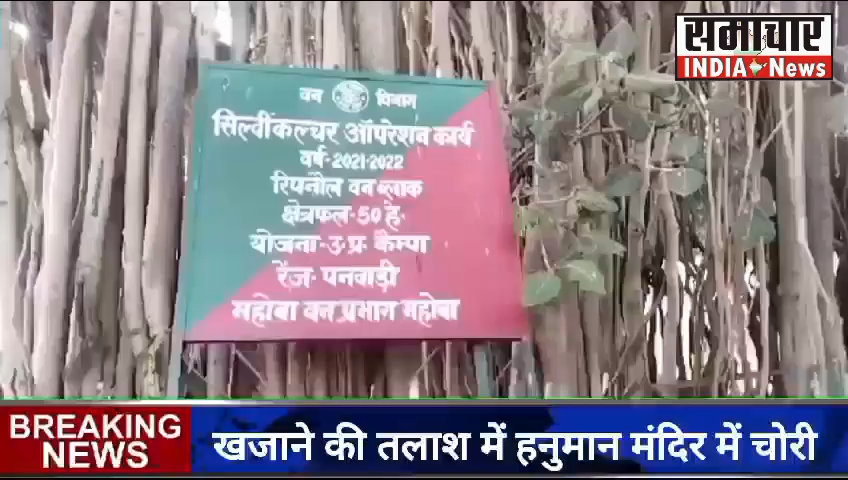 समाचार
INDIA News
वन विभाग
सिल्वीकल्चर ऑपरेशन कार्य
वर्ष-2021-2022
रिपनौल वन ब्लाक
क्षेत्रफल-50 हे.
योजना-उ.प्र. कैम्पा
रेंज- पनवाड़ी
महोबा वन प्रभाग महोबा
BREAKING NEWS
खजाने की तलाश में हनुमान मंदिर में चोरी